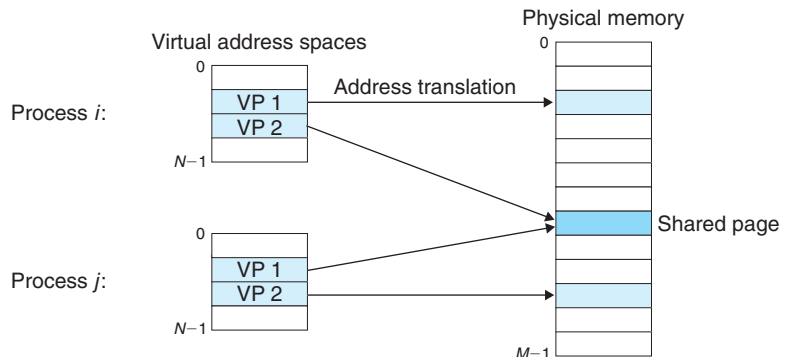 Physical memory
Virtual address spaces
0
0
Address translation
Process i:
VP 1
VP 2
N−1
Shared page
0
Process j:
VP 1
VP 2
N−1
M−1